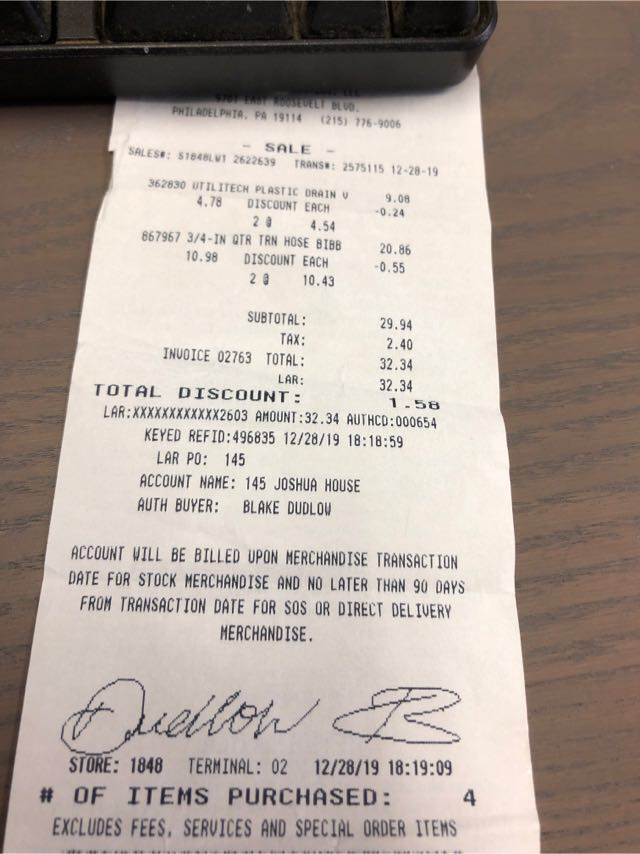 EAST ROOSEVELT BLVD.
PHILADELPHIA, PA 19114 (215) 776-9006
- SALE -
SALES#: S1848LW1 2622639 TRANS#: 2575115 12-28-19
362830 UTILITECH PLASTIC DRAIN V 9.08
4.78 DISCOUNT EACH -0.24
2 @ 4.54
867967 3/4-IN QTR TRN HOSE BIBB 20.86
10.98 DISCOUNT EACH -0.55
2 @ 10.43
SUBTOTAL: 29.94
TAX: 2.40
INVOICE 02763 TOTAL: 32.34
LAR: 32.34
TOTAL DISCOUNT: 1.58
LAR:XXXXXXXXXXXX2603 AMOUNT:32.34 AUTHCD:000654
KEYED REFID:496835 12/28/19 18:18:59
LAR PO: 145
ACCOUNT NAME: 145 JOSHUA HOUSE
AUTH BUYER: BLAKE DUDLOW
ACCOUNT WILL BE BILLED UPON MERCHANDISE TRANSACTION
DATE FOR STOCK MERCHANDISE AND NO LATER THAN 90 DAYS
FROM TRANSACTION DATE FOR SOS OR DIRECT DELIVERY
MERCHANDISE.
Dudlow B
STORE: 1848 TERMINAL: 02 12/28/19 18:19:09
# OF ITEMS PURCHASED: 4
EXCLUDES FEES, SERVICES AND SPECIAL ORDER ITEMS